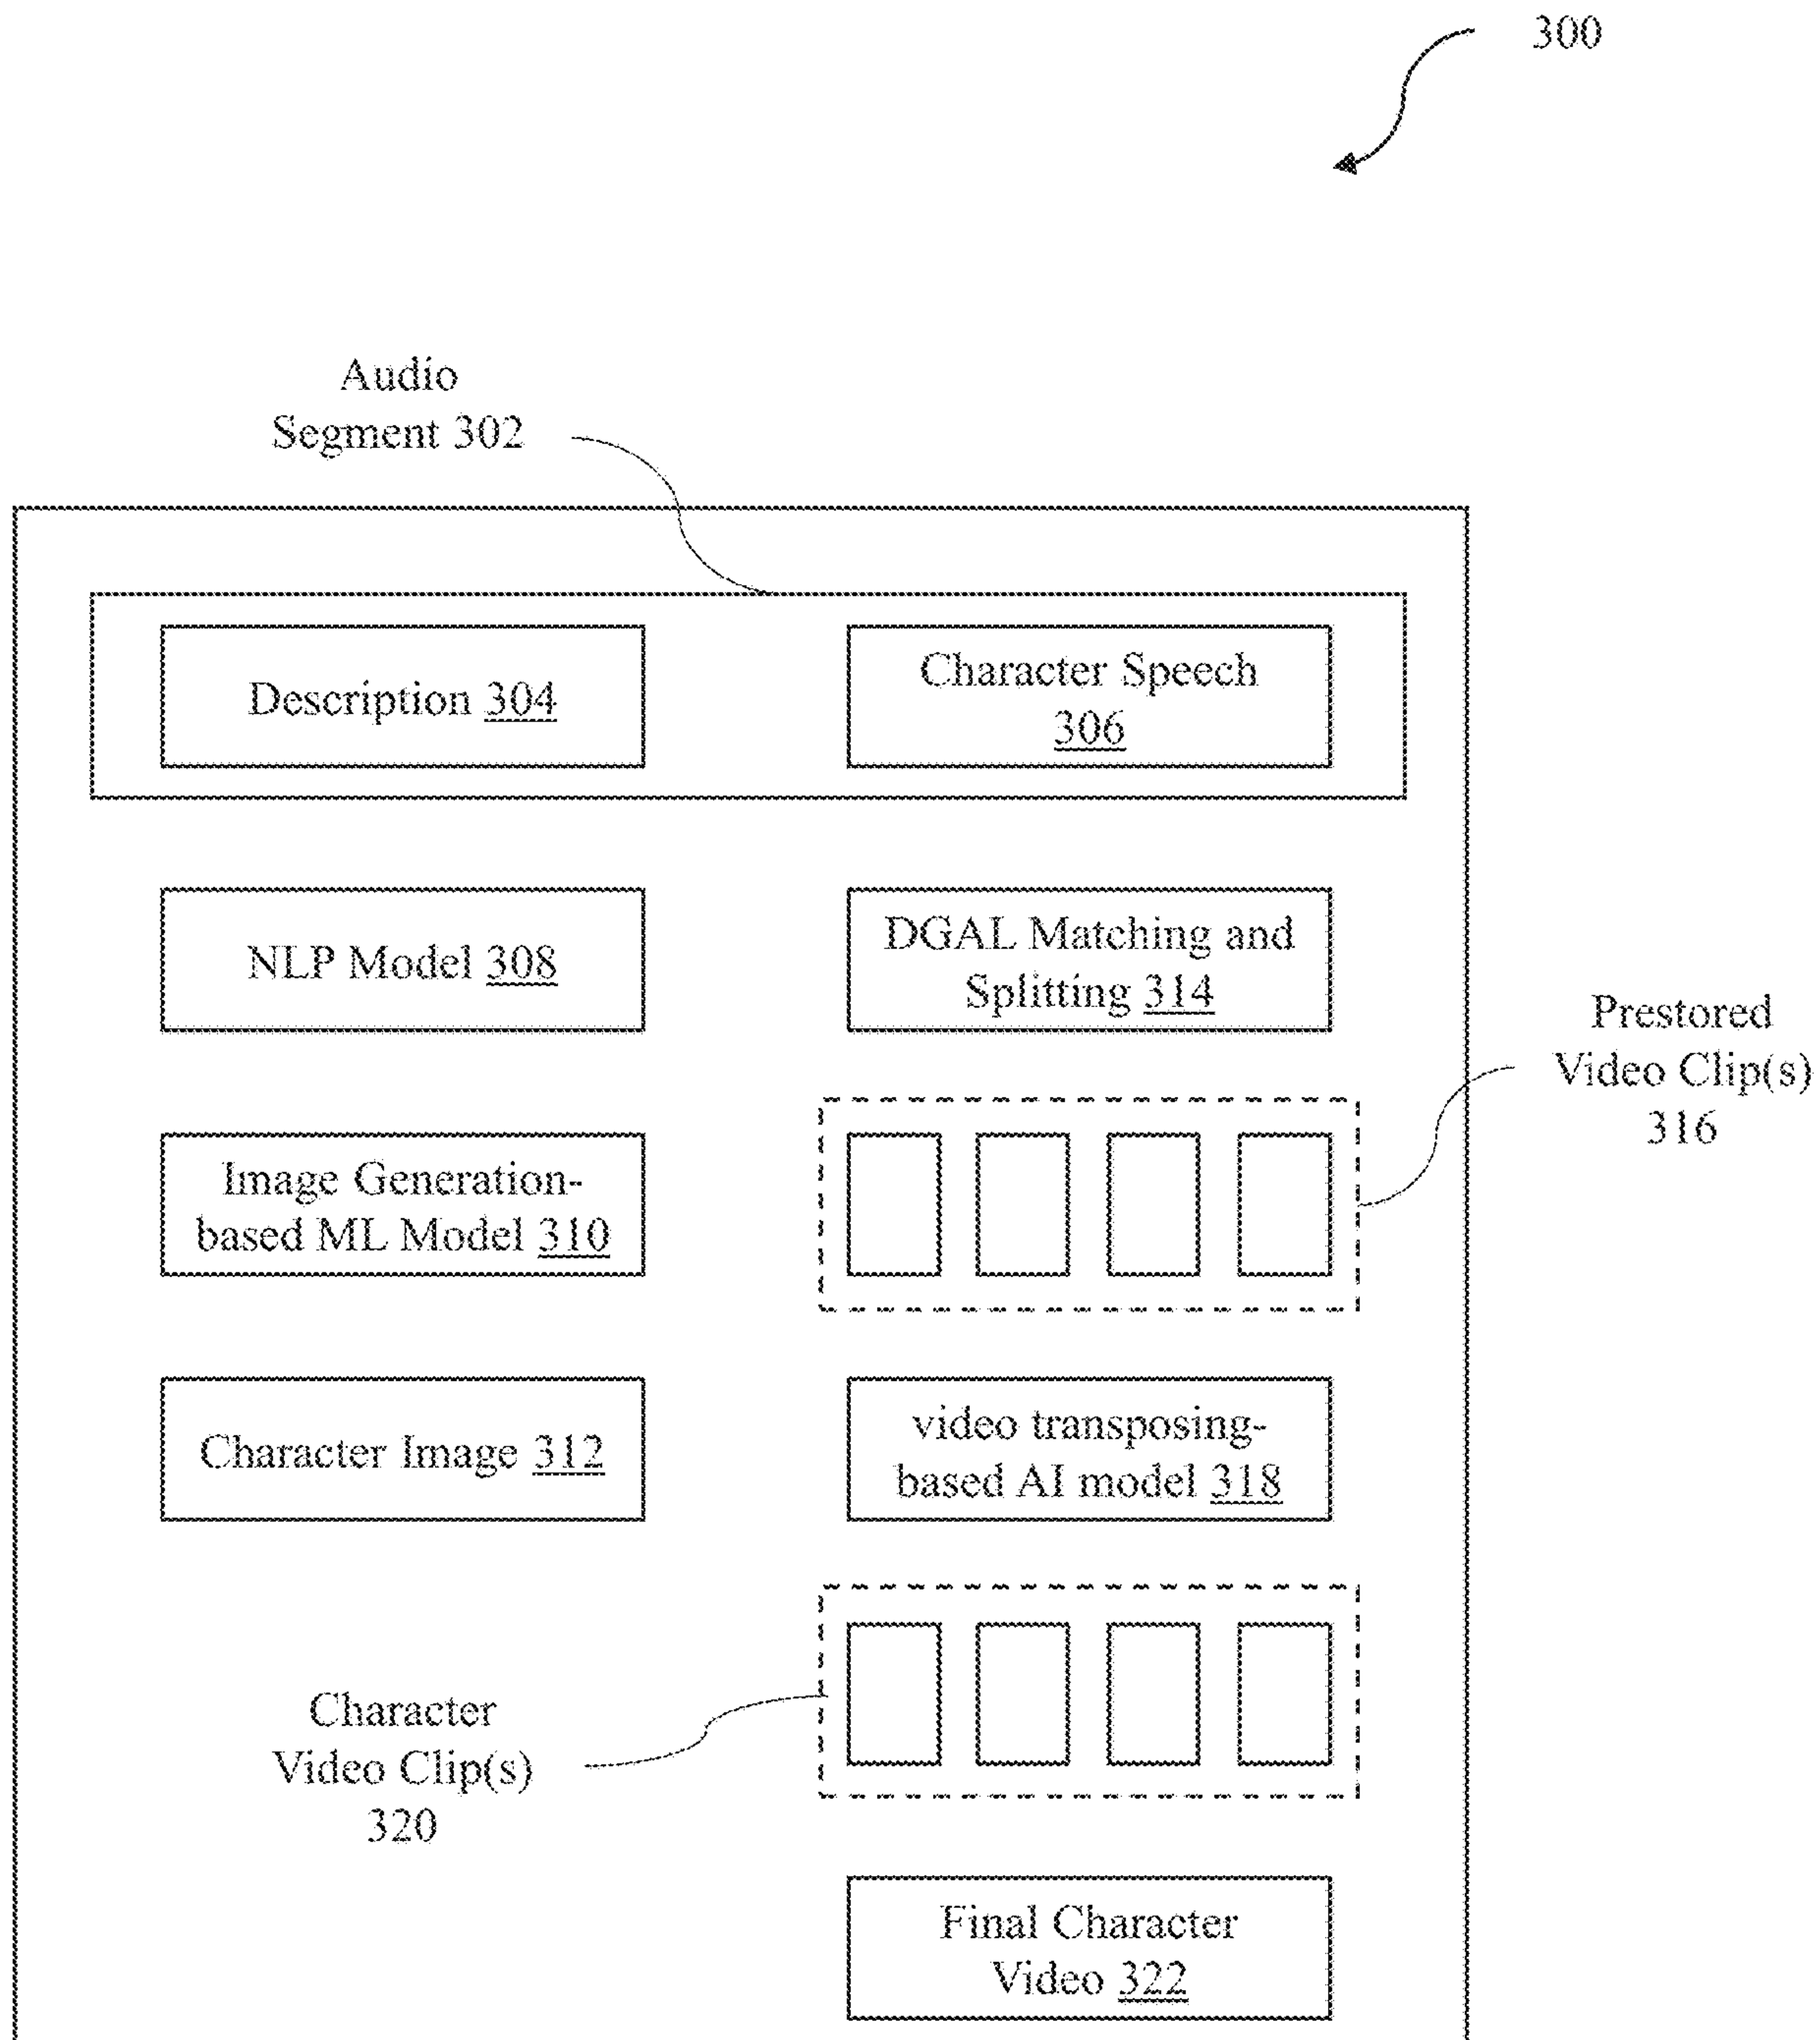 300
Audio
Segment 302
Description 304
Character Speech
306
NLP Model 308
DGAL Matching and
Splitting 314
Prestored
Video Clip(s)
316
Image Generation-
based ML Model 310
Character Image 312
video transposing-
based AI model 318
Character
Video Clip(s)
320
Final Character
Video 322